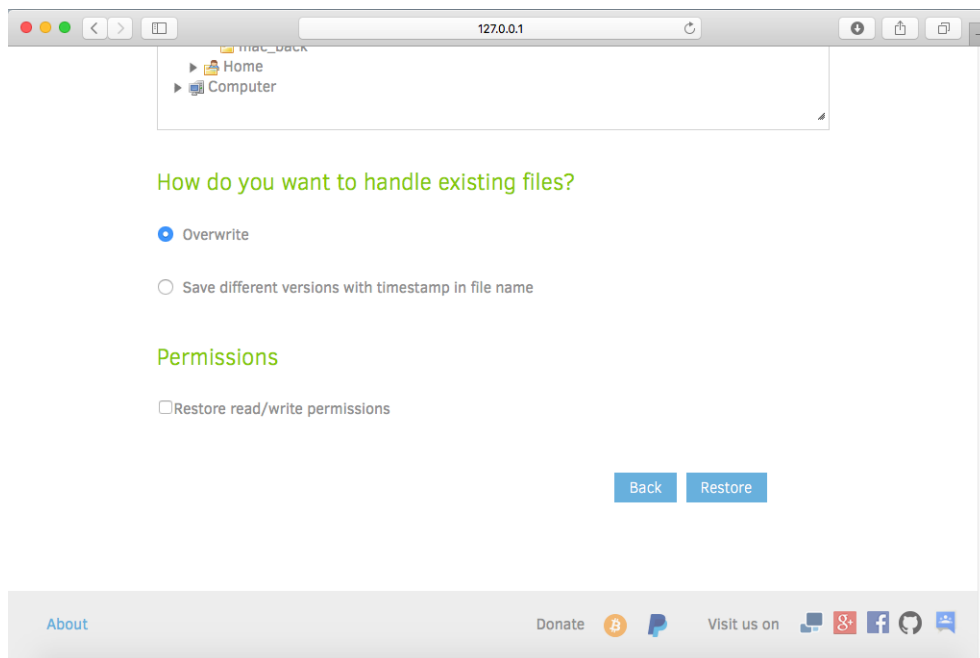 127.0.0.1
mac_back
Home
Computer
How do you want to handle existing files?
Overwrite
Save different versions with timestamp in file name
Permissions
Restore read/write permissions
Back Restore
About Donate Visit us on